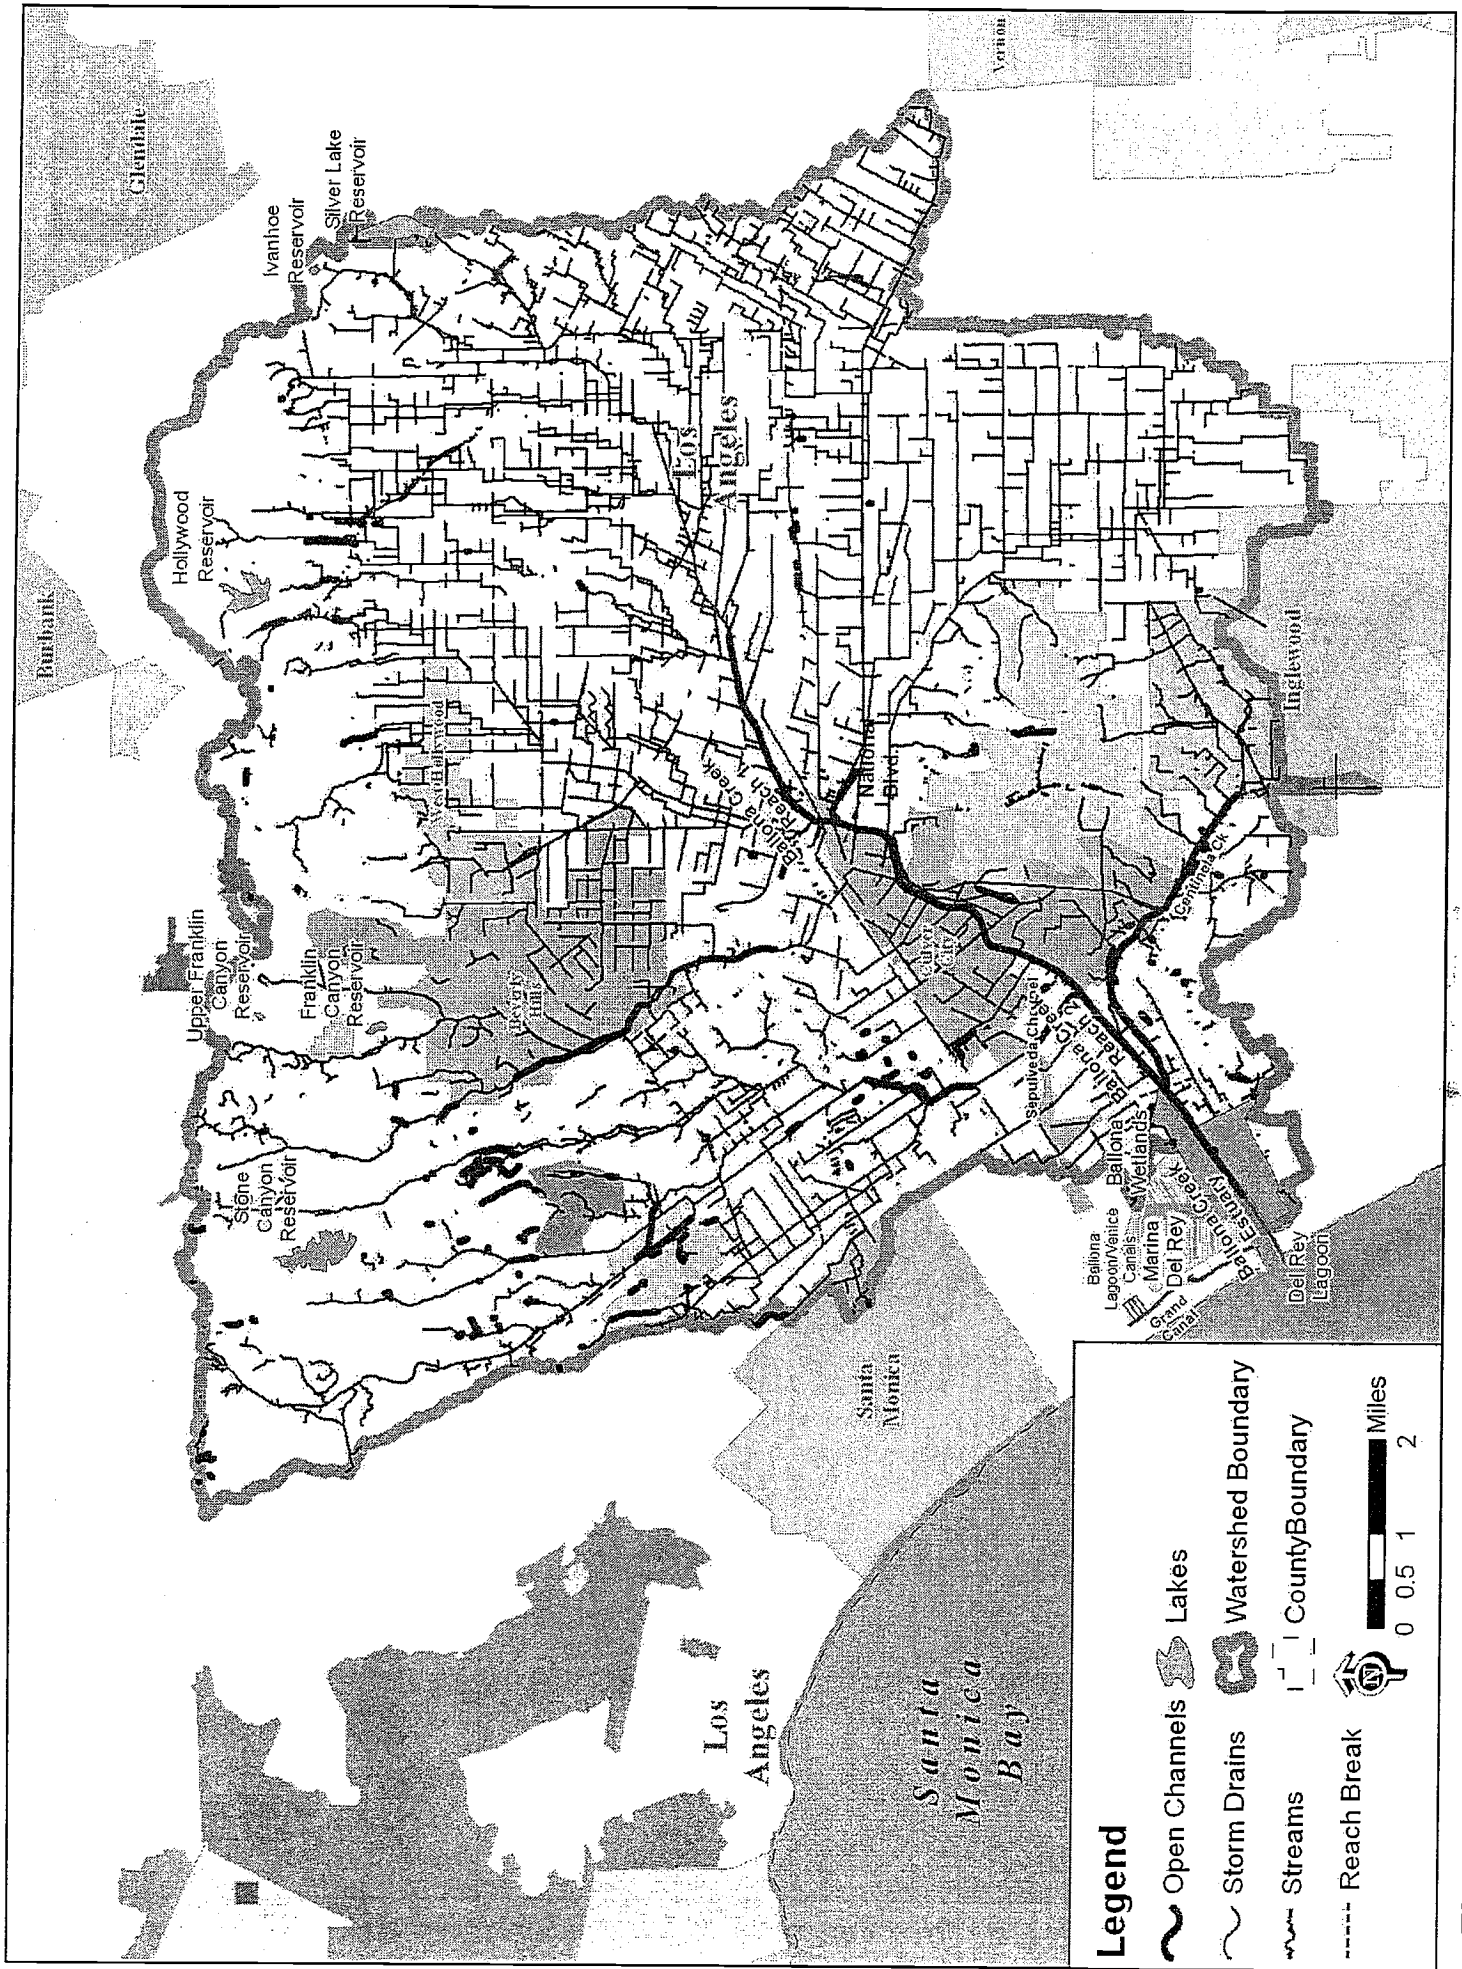 Burbank
Glendale
Vernon
Hollywood
Reservoir
Ivanhoe
Reservoir
Silver Lake
Reservoir
Upper Franklin
Canyon
Reservoir
Franklin
Canyon
Reservoir
Stone
Canyon
Reservoir
West Hollywood
Beverly
Hills
Los
Angeles
Ballona Creek
Reach 1
National
Blvd.
Culver
City
Inglewood
Centinela Ck
Sepulveda Channel
Ballona Creek
Reach 2
Ballona
Wetlands
Ballona
Lagoon/Venice
Canals
Marina
Del Rey
Grand
Canal
Ballona Creek
Estuary
Del Rey
Lagoon
Santa
Monica
Los
Angeles
Santa
Monica
Bay
Legend
Open Channels
Lakes
Storm Drains
Watershed Boundary
Streams
CountyBoundary
Reach Break
N
0 0.5 1 2
Miles